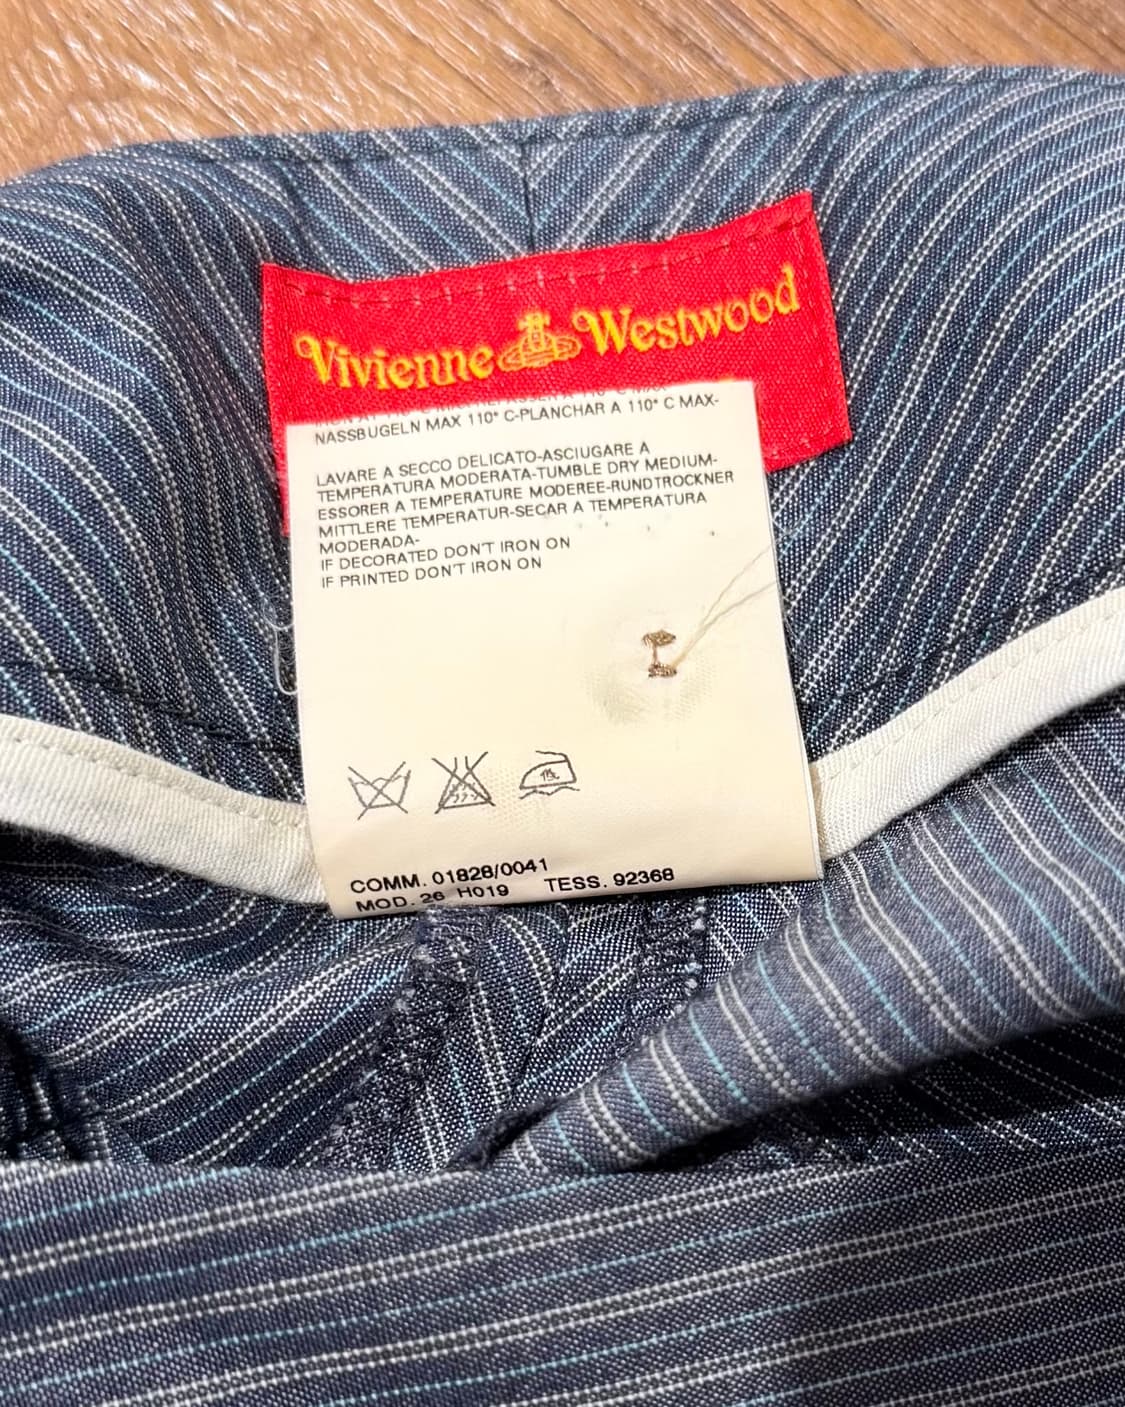 Vivienne Westwood
NASSBUGELN MAX 110° C-PLANCHAR A 110° C MAX-
LAVARE A SECCO DELICATO-ASCIUGARE A
TEMPERATURA MODERATA-TUMBLE DRY MEDIUM-
ESSORER A TEMPERATURE MODEREE-RUNDTROCKNER
MITTLERE TEMPERATUR-SECAR A TEMPERATURA
MODERADA-
IF DECORATED DON'T IRON ON
IF PRINTED DON'T IRON ON
COMM. 01828/0041
MOD. 26 H019 TESS. 92368